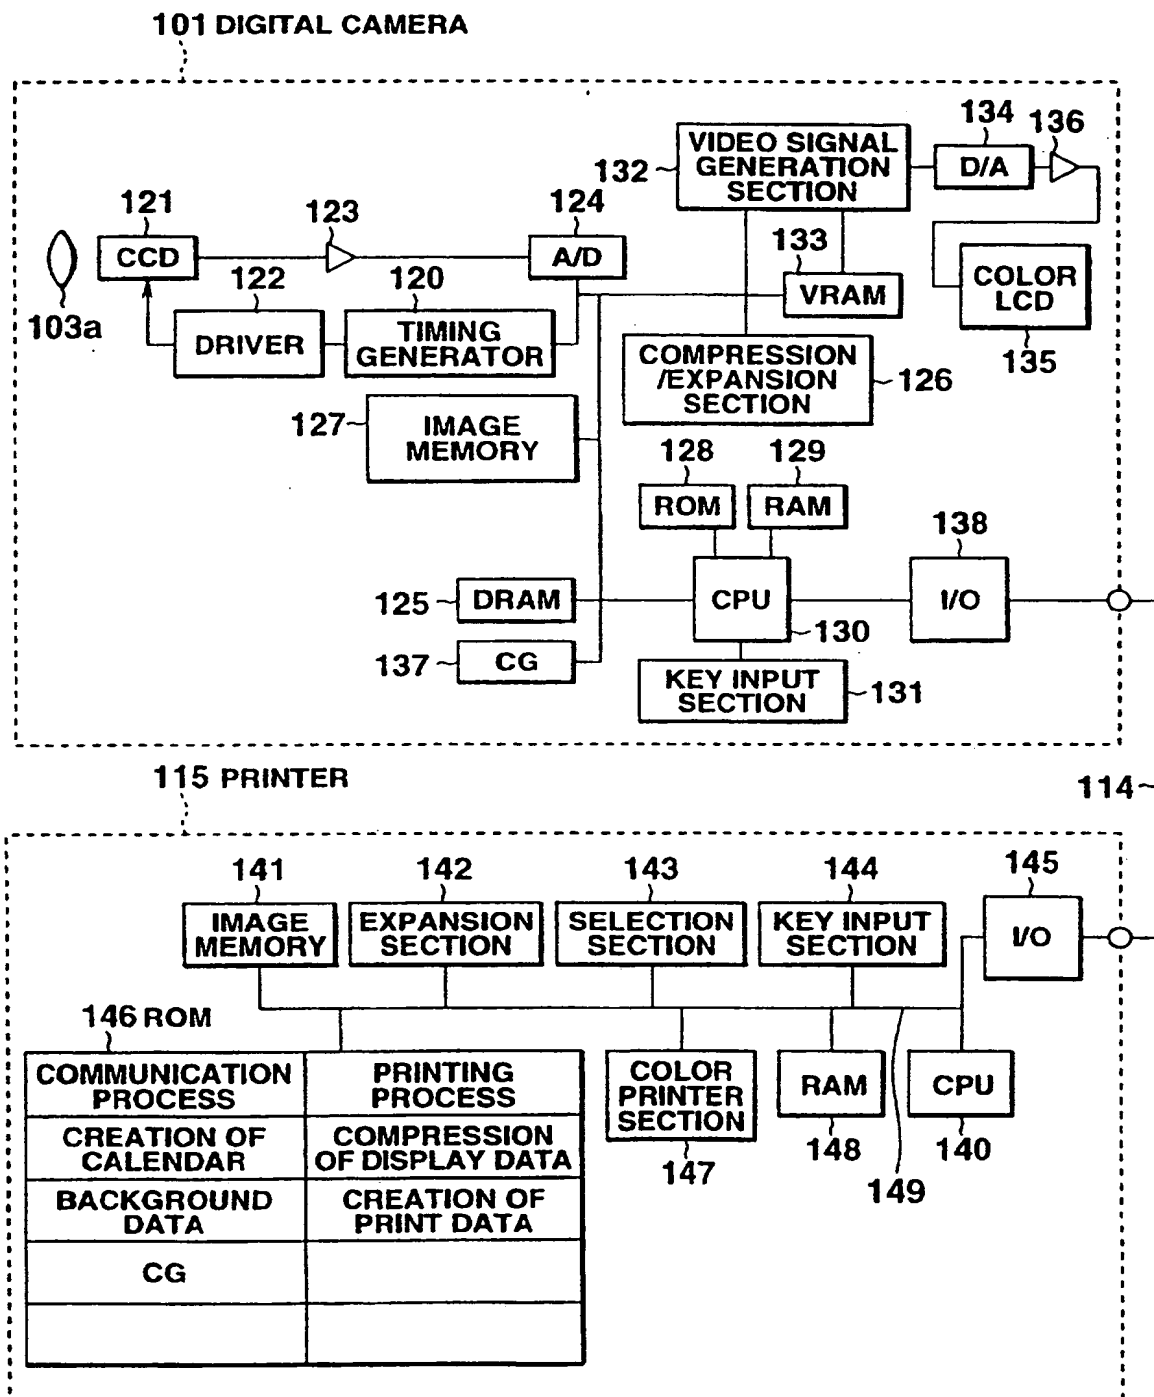 101 DIGITAL CAMERA
134
136
VIDEO SIGNAL
GENERATION
SECTION
132
D/A
121
123
124
CCD
A/D
133
VRAM
COLOR
LCD
135
103a
122
120
DRIVER
TIMING
GENERATOR
COMPRESSION
/EXPANSION
SECTION
126
127
IMAGE
MEMORY
128
129
ROM
RAM
138
125
DRAM
CPU
I/O
130
137
CG
KEY INPUT
SECTION
131
115 PRINTER
114
141
142
143
144
145
IMAGE
MEMORY
EXPANSION
SECTION
SELECTION
SECTION
KEY INPUT
SECTION
I/O
146 ROM
COMMUNICATION
PROCESS
PRINTING
PROCESS
CREATION OF
CALENDAR
COMPRESSION
OF DISPLAY DATA
BACKGROUND
DATA
CREATION OF
PRINT DATA
CG
COLOR
PRINTER
SECTION
RAM
CPU
147
148
140
149